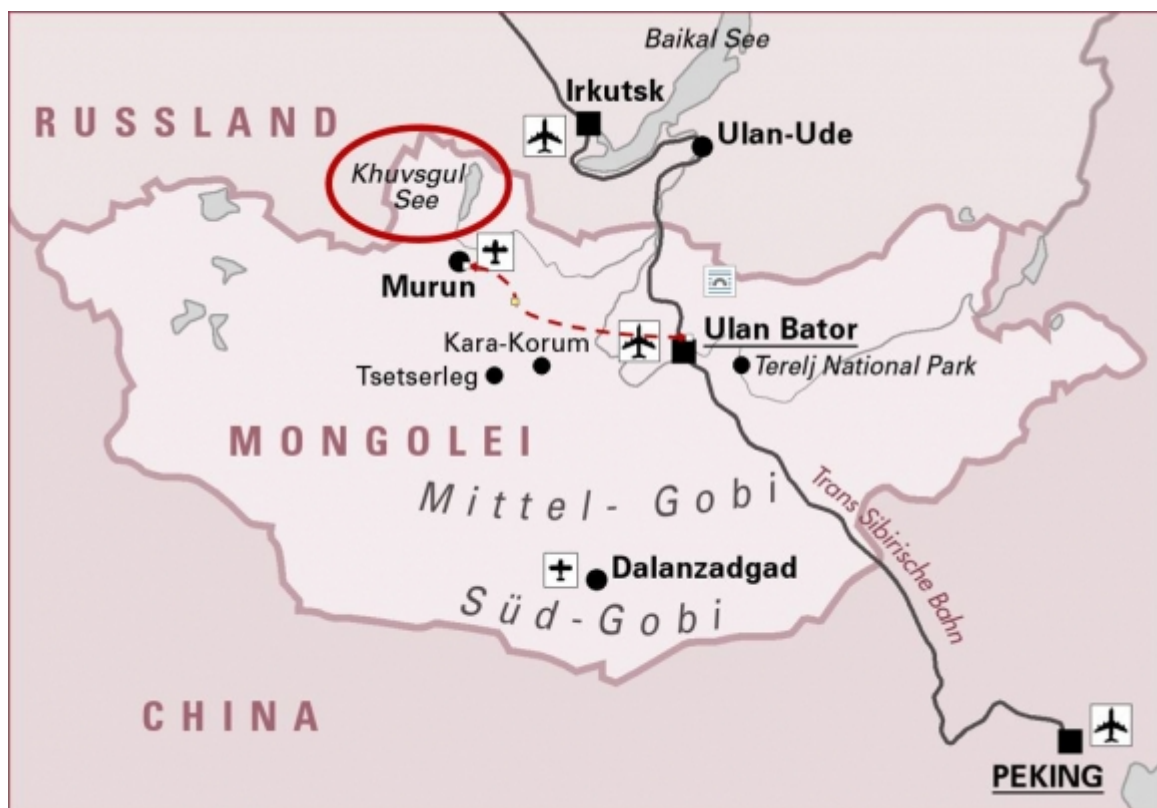 Baikal See
Irkutsk
RUSSLAND
Ulan-Ude
Khuvsgul
See
Murun
Ulan Bator
Kara-Korum
Terelj National Park
Tsetserleg
MONGOLEI
Mittel- Gobi
Trans Sibirische Bahn
Dalanzadgad
Süd-Gobi
CHINA
PEKING